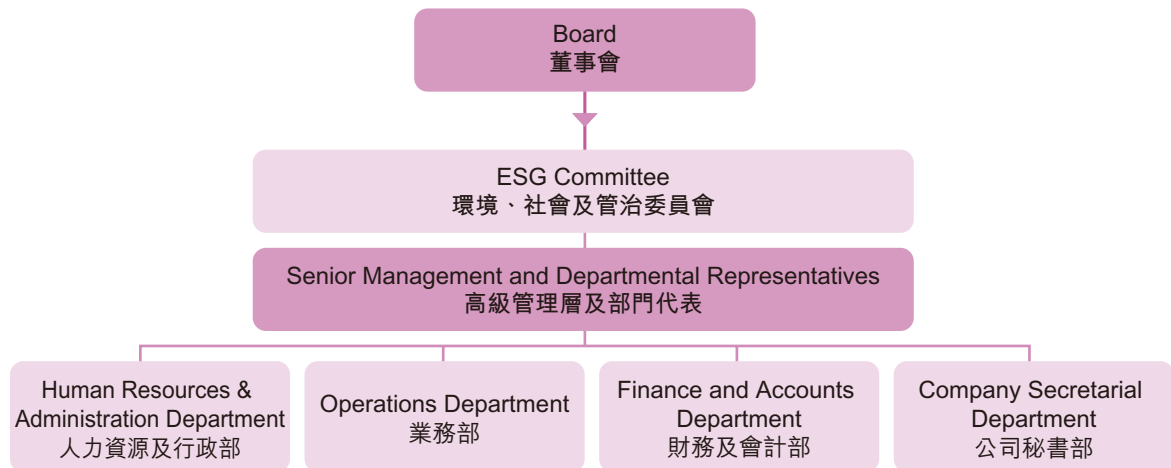 Board
董事會
ESG Committee
環境、社會及管治委員會
Senior Management and Departmental Representatives
高級管理層及部門代表
Human Resources &
Administration Department
人力資源及行政部
Operations Department
業務部
Finance and Accounts
Department
財務及會計部
Company Secretarial
Department
公司秘書部